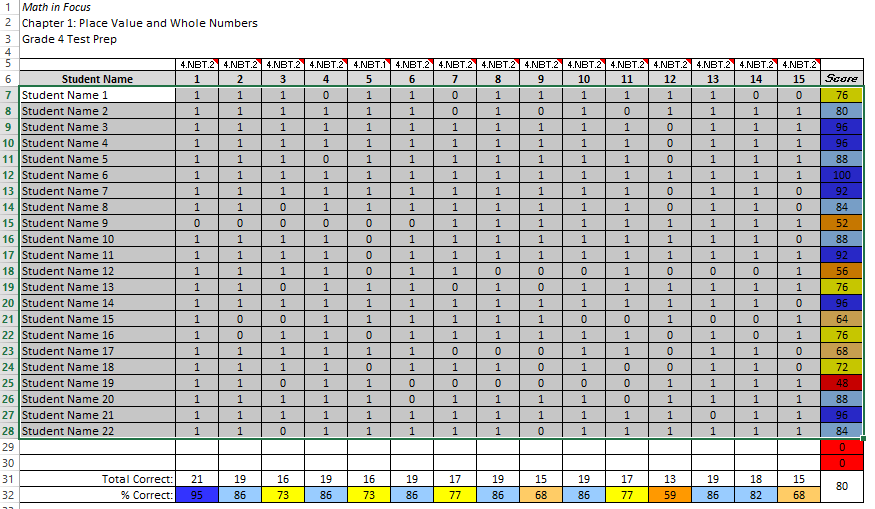 1 Math in Focus
2 Chapter 1: Place Value and Whole Numbers
3 Grade 4 Test Prep
4
5 4.NBT.2 4.NBT.2 4.NBT.2 4.NBT.2 4.NBT.1 4.NBT.2 4.NBT.2 4.NBT.2 4.NBT.2 4.NBT.2 4.NBT.2 4.NBT.2 4.NBT.2 4.NBT.2 4.NBT.2
6 Student Name 1 2 3 4 5 6 7 8 9 10 11 12 13 14 15 Score
7 Student Name 1 1 1 1 0 1 1 0 1 1 1 1 1 1 0 0 76
8 Student Name 2 1 1 1 1 1 1 0 1 0 1 0 1 1 1 1 80
9 Student Name 3 1 1 1 1 1 1 1 1 1 1 1 0 1 1 1 96
10 Student Name 4 1 1 1 1 1 1 1 1 1 1 1 0 1 1 1 96
11 Student Name 5 1 1 1 0 1 1 1 1 1 1 1 0 1 1 1 88
12 Student Name 6 1 1 1 1 1 1 1 1 1 1 1 1 1 1 1 100
13 Student Name 7 1 1 1 1 1 1 1 1 1 1 1 0 1 1 0 92
14 Student Name 8 1 1 0 1 1 1 1 1 1 1 1 0 1 1 0 84
15 Student Name 9 0 0 0 0 0 0 1 1 1 1 1 1 1 1 1 52
16 Student Name 10 1 1 1 1 0 1 1 1 1 1 1 1 1 1 0 88
17 Student Name 11 1 1 1 1 0 1 1 1 1 1 1 1 1 1 1 92
18 Student Name 12 1 1 1 1 0 1 1 0 0 0 1 0 0 0 1 56
19 Student Name 13 1 1 0 1 1 1 0 1 0 1 1 1 1 1 1 76
20 Student Name 14 1 1 1 1 1 1 1 1 1 1 1 1 1 1 0 96
21 Student Name 15 1 0 0 1 1 1 1 1 1 0 0 1 0 0 1 64
22 Student Name 16 1 0 1 1 0 1 1 1 1 1 1 0 1 0 1 76
23 Student Name 17 1 1 1 1 1 1 0 0 0 1 1 0 1 1 0 68
24 Student Name 18 1 1 1 1 0 1 1 1 0 1 0 0 1 1 0 72
25 Student Name 19 1 1 0 1 1 0 0 0 0 0 0 1 1 1 1 48
26 Student Name 20 1 1 1 1 1 0 1 1 1 1 0 1 1 1 1 88
27 Student Name 21 1 1 1 1 1 1 1 1 1 1 1 1 0 1 1 96
28 Student Name 22 1 1 0 1 1 1 1 1 0 1 1 1 1 1 1 84
29 0
30 0
31 Total Correct: 21 19 16 19 16 19 17 19 15 19 17 13 19 18 15 80
32 % Correct: 95 86 73 86 73 86 77 86 68 86 77 59 86 82 68